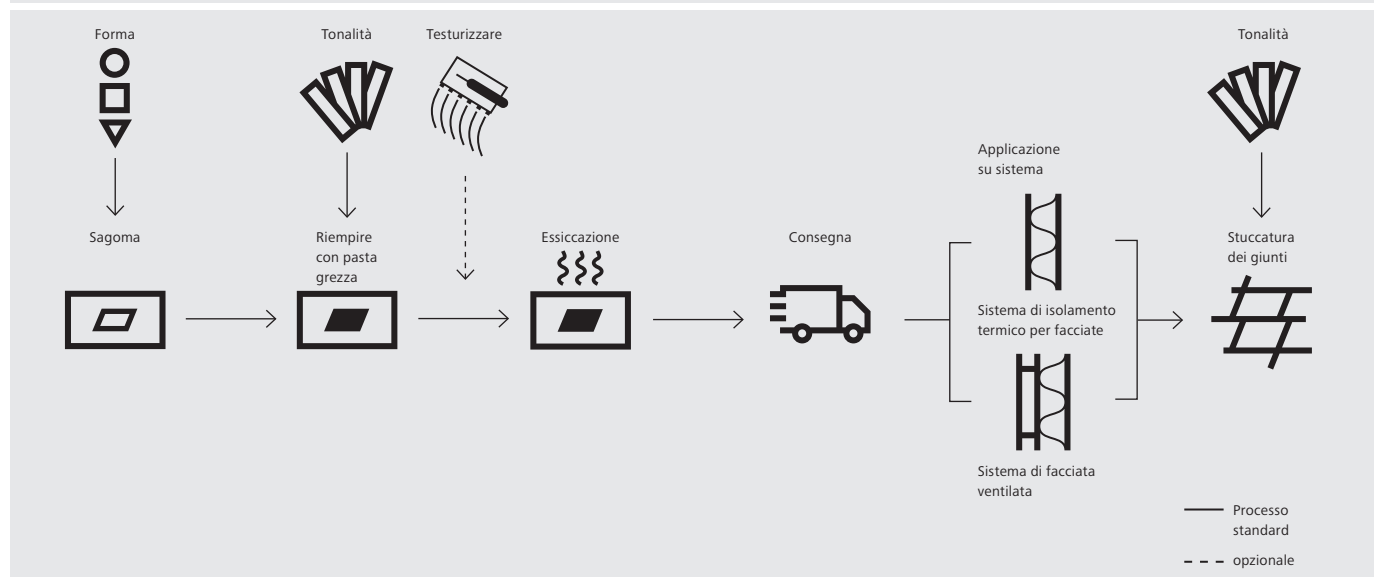 Forma
Tonalità
Testurizzare
Tonalità
Applicazione
su sistema
Sagoma
Riempire
con pasta
grezza
Essiccazione
Consegna
Stuccatura
dei giunti
Sistema di isolamento
termico per facciate
Sistema di facciata
ventilata
Processo
standard
opzionale